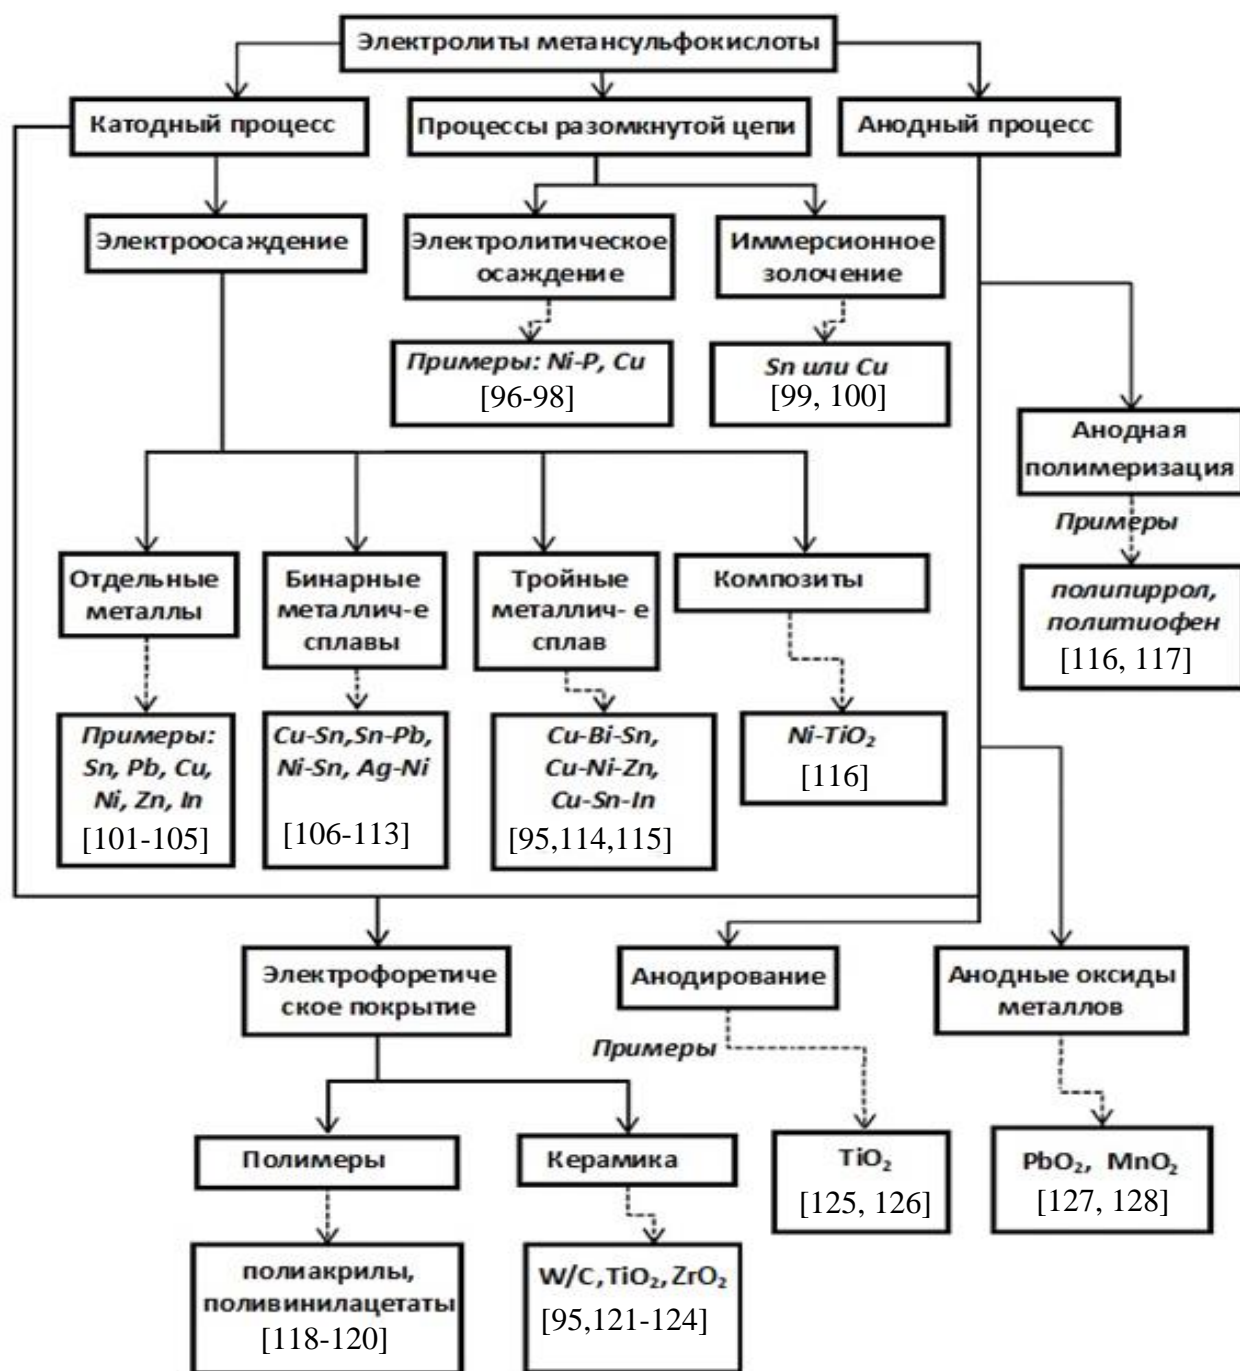 Электролиты метансульфокислоты
Катодный процесс
Процессы разомкнутой цепи
Анодный процесс
Электроосаждение
Электролитическое
осаждение
Иммерсионное
золочение
Примеры: Ni-P, Cu
[96-98]
Sn или Cu
[99, 100]
Анодная
полимеризация
Примеры
полипиррол,
политиофен
[116, 117]
Отдельные
металлы
Бинарные
металлич-е
сплавы
Тройные
металлич- е
сплав
Композиты
Примеры:
Sn, Pb, Cu,
Ni, Zn, In
[101-105]
Cu-Sn,Sn-Pb,
Ni-Sn, Ag-Ni
[106-113]
Cu-Bi-Sn,
Cu-Ni-Zn,
Cu-Sn-In
[95,114,115]
Ni-TiO₂
[116]
Электрофоретиче
ское покрытие
Анодирование
Анодные оксиды
металлов
Примеры
Полимеры
Керамика
TiO₂
[125, 126]
PbO₂, MnO₂
[127, 128]
полиакрилы,
поливинилацетаты
[118-120]
W/C,TiO₂,ZrO₂
[95,121-124]